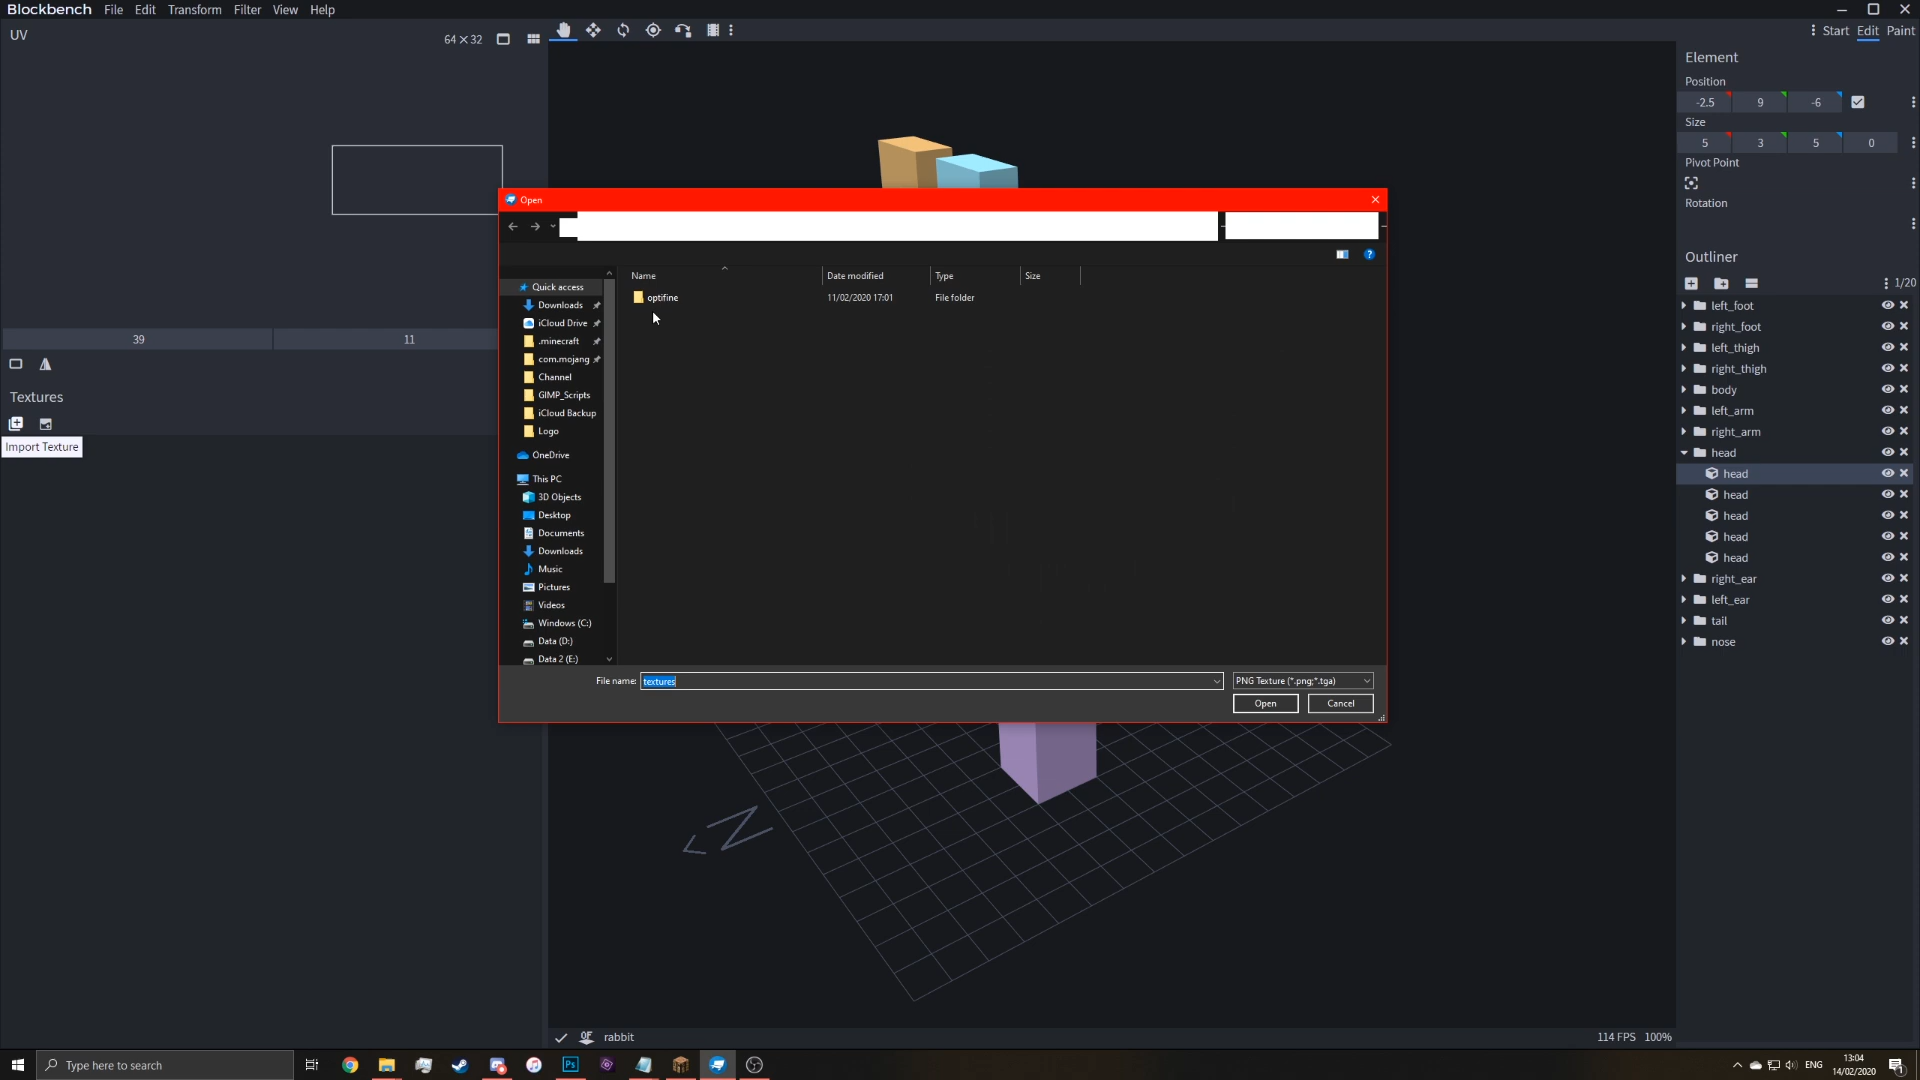 Blockbench File Edit Transform Filter View Help
UV
64×32
Start Edit Paint
Element
Position
-2.5 9 -6
Size
5 3 5 0
Pivot Point
Rotation
Outliner
1/20
left_foot
right_foot
left_thigh
right_thigh
body
left_arm
right_arm
head
head
head
head
head
head
right_ear
left_ear
tail
nose
39 11
Textures
Import Texture
Open
Name Date modified Type Size
optifine 11/02/2020 17:01 File folder
Quick access
Downloads
iCloud Drive
.minecraft
com.mojang
Channel
GIMP_Scripts
iCloud Backup
Logo
OneDrive
This PC
3D Objects
Desktop
Documents
Downloads
Music
Pictures
Videos
Windows (C:)
Data (D:)
Data 2 (E:)
File name: textures PNG Texture (*.png;*.tga)
Open Cancel
N
OF rabbit
114 FPS 100%
Type here to search
Ps
ENG
13:04
14/02/2020
1